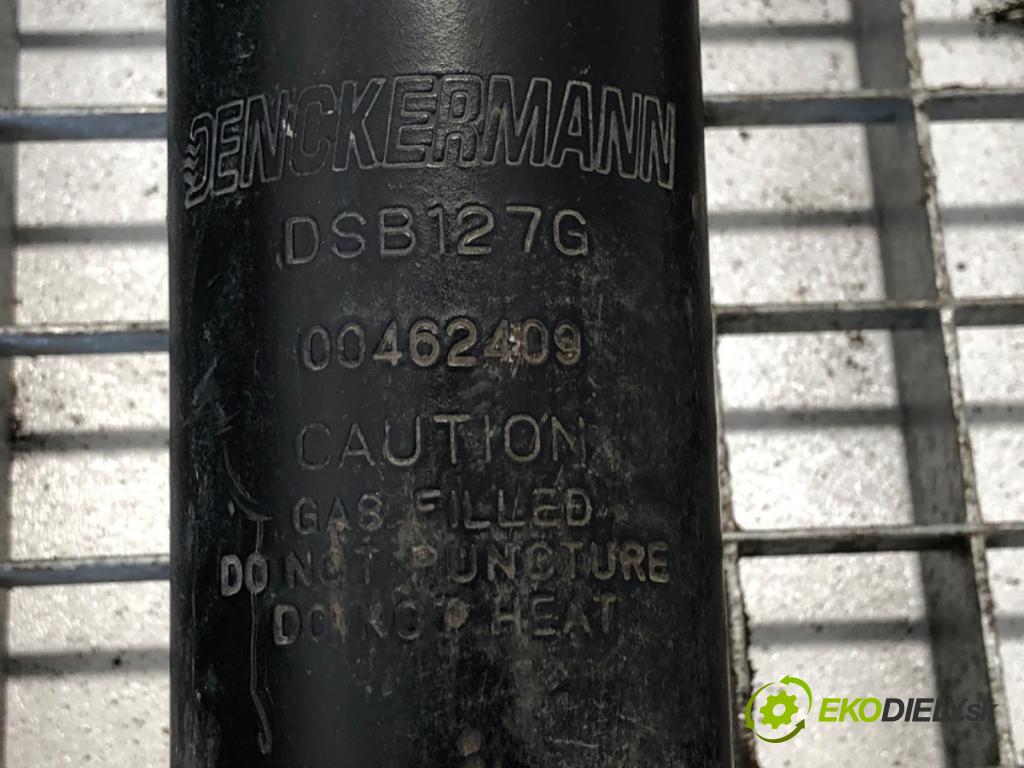 DENCKERMANN
DSB127G
00462409
CAUTION
GAS FILLED
DO NOT PUNCTURE
DO NOT HEAT
EKODIELY.sk